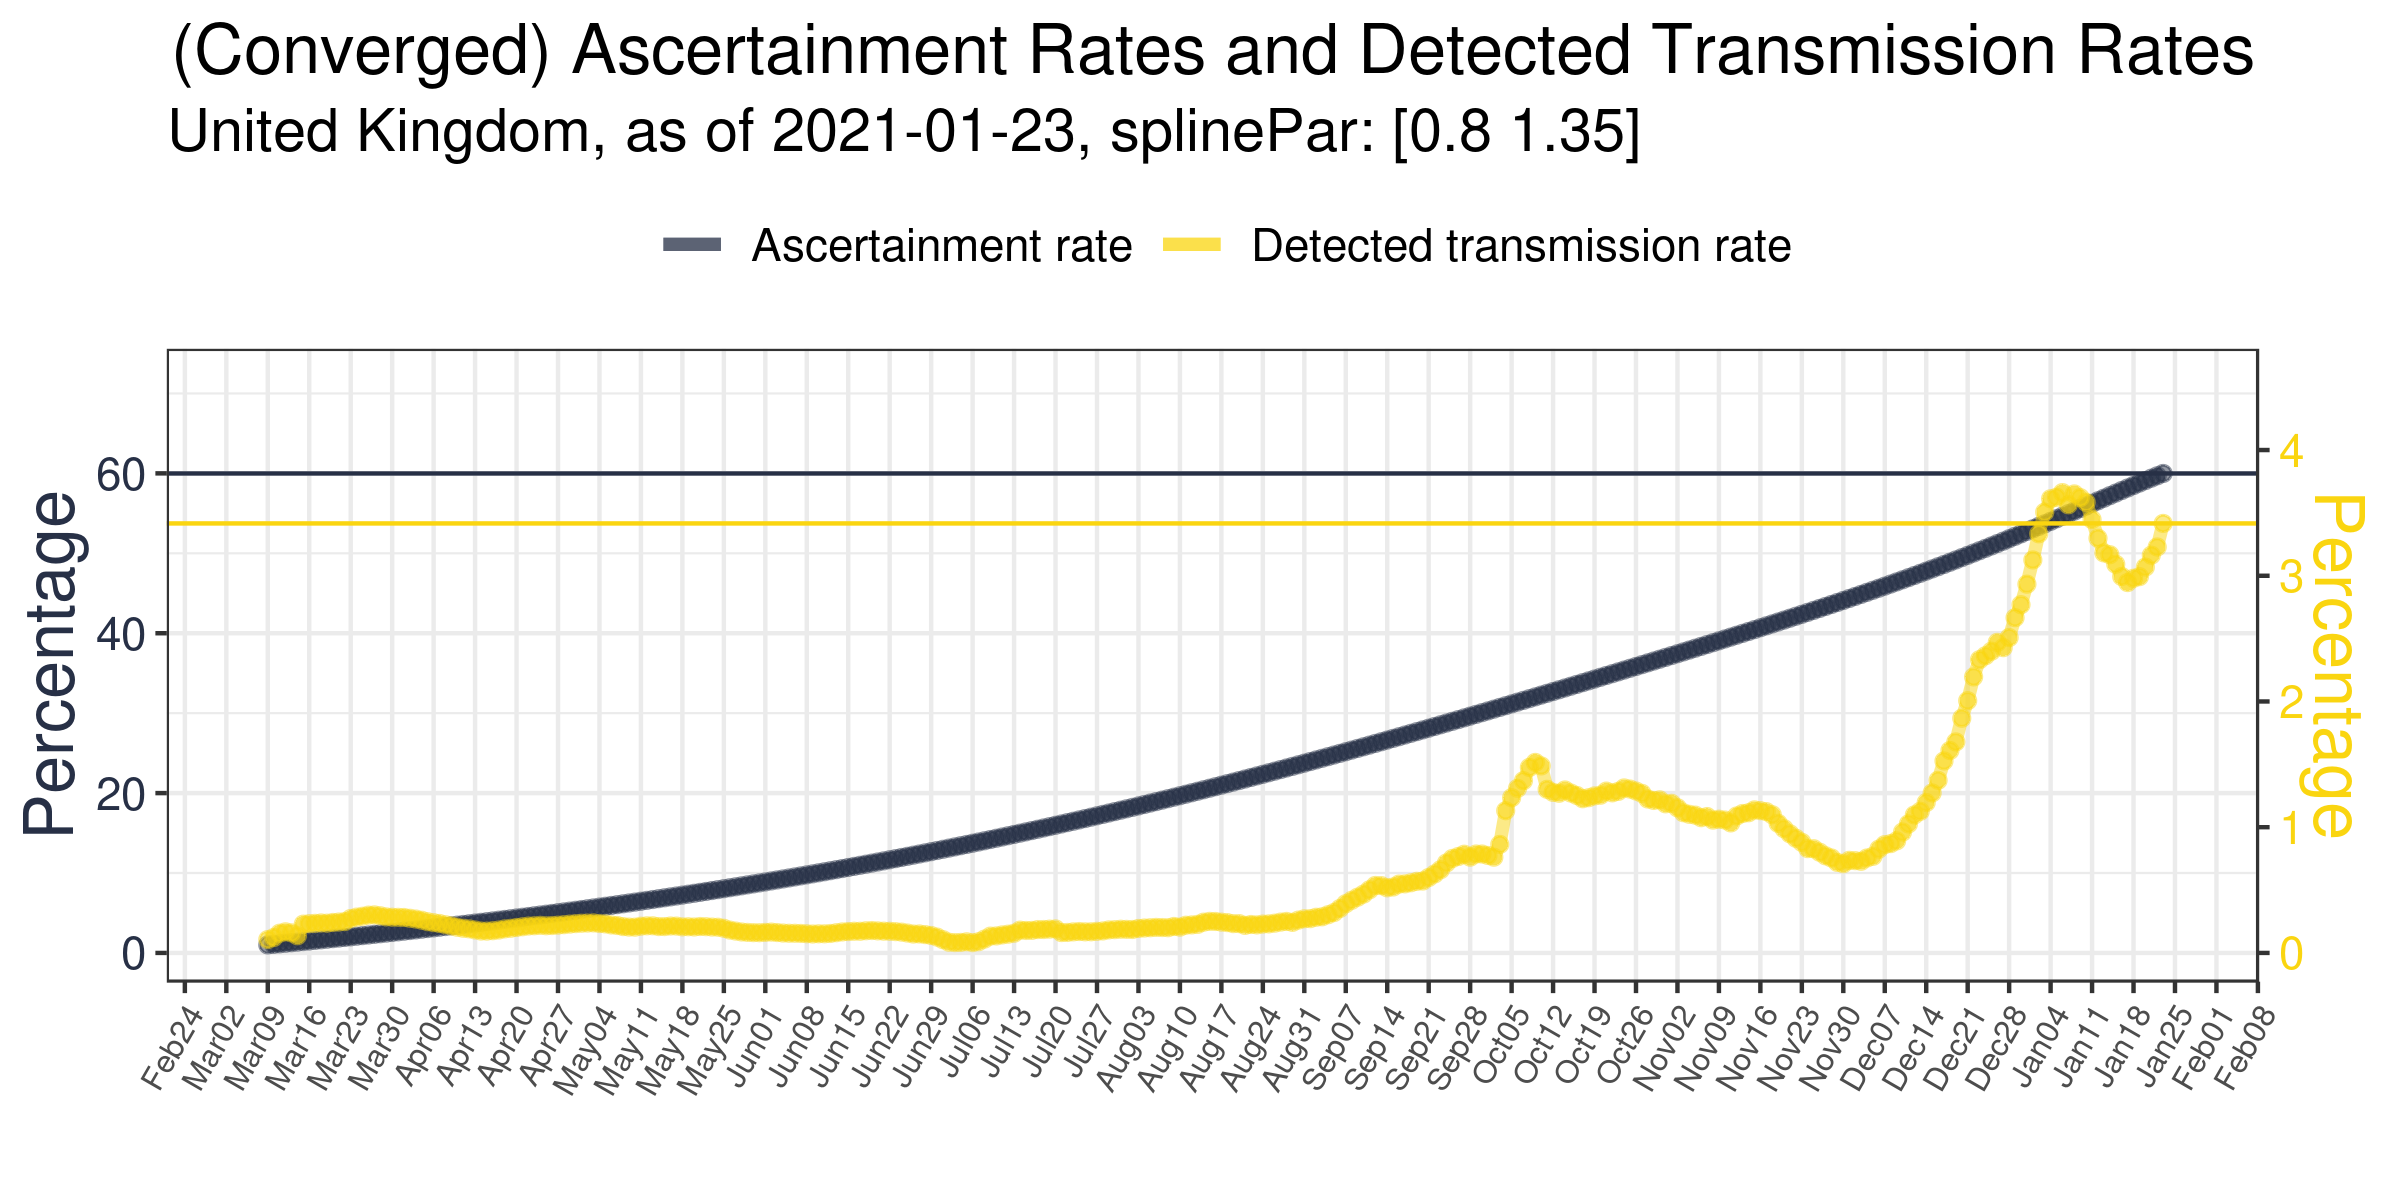 (Converged) Ascertainment Rates and Detected Transmission Rates
United Kingdom, as of 2021-01-23, splinePar: [0.8 1.35]
Ascertainment rate Detected transmission rate
Percentage
60
40
20
0
4
3
2
1
0
Percentage
Feb24 Mar02 Mar09 Mar16 Mar23 Mar30 Apr06 Apr13 Apr20 Apr27 May04 May11 May18 May25 Jun01 Jun08 Jun15 Jun22 Jun29 Jul06 Jul13 Jul20 Jul27 Aug03 Aug10 Aug17 Aug24 Aug31 Sep07 Sep14 Sep21 Sep28 Oct05 Oct12 Oct19 Oct26 Nov02 Nov09 Nov16 Nov23 Nov30 Dec07 Dec14 Dec21 Dec28 Jan04 Jan11 Jan18 Jan25 Feb01 Feb08